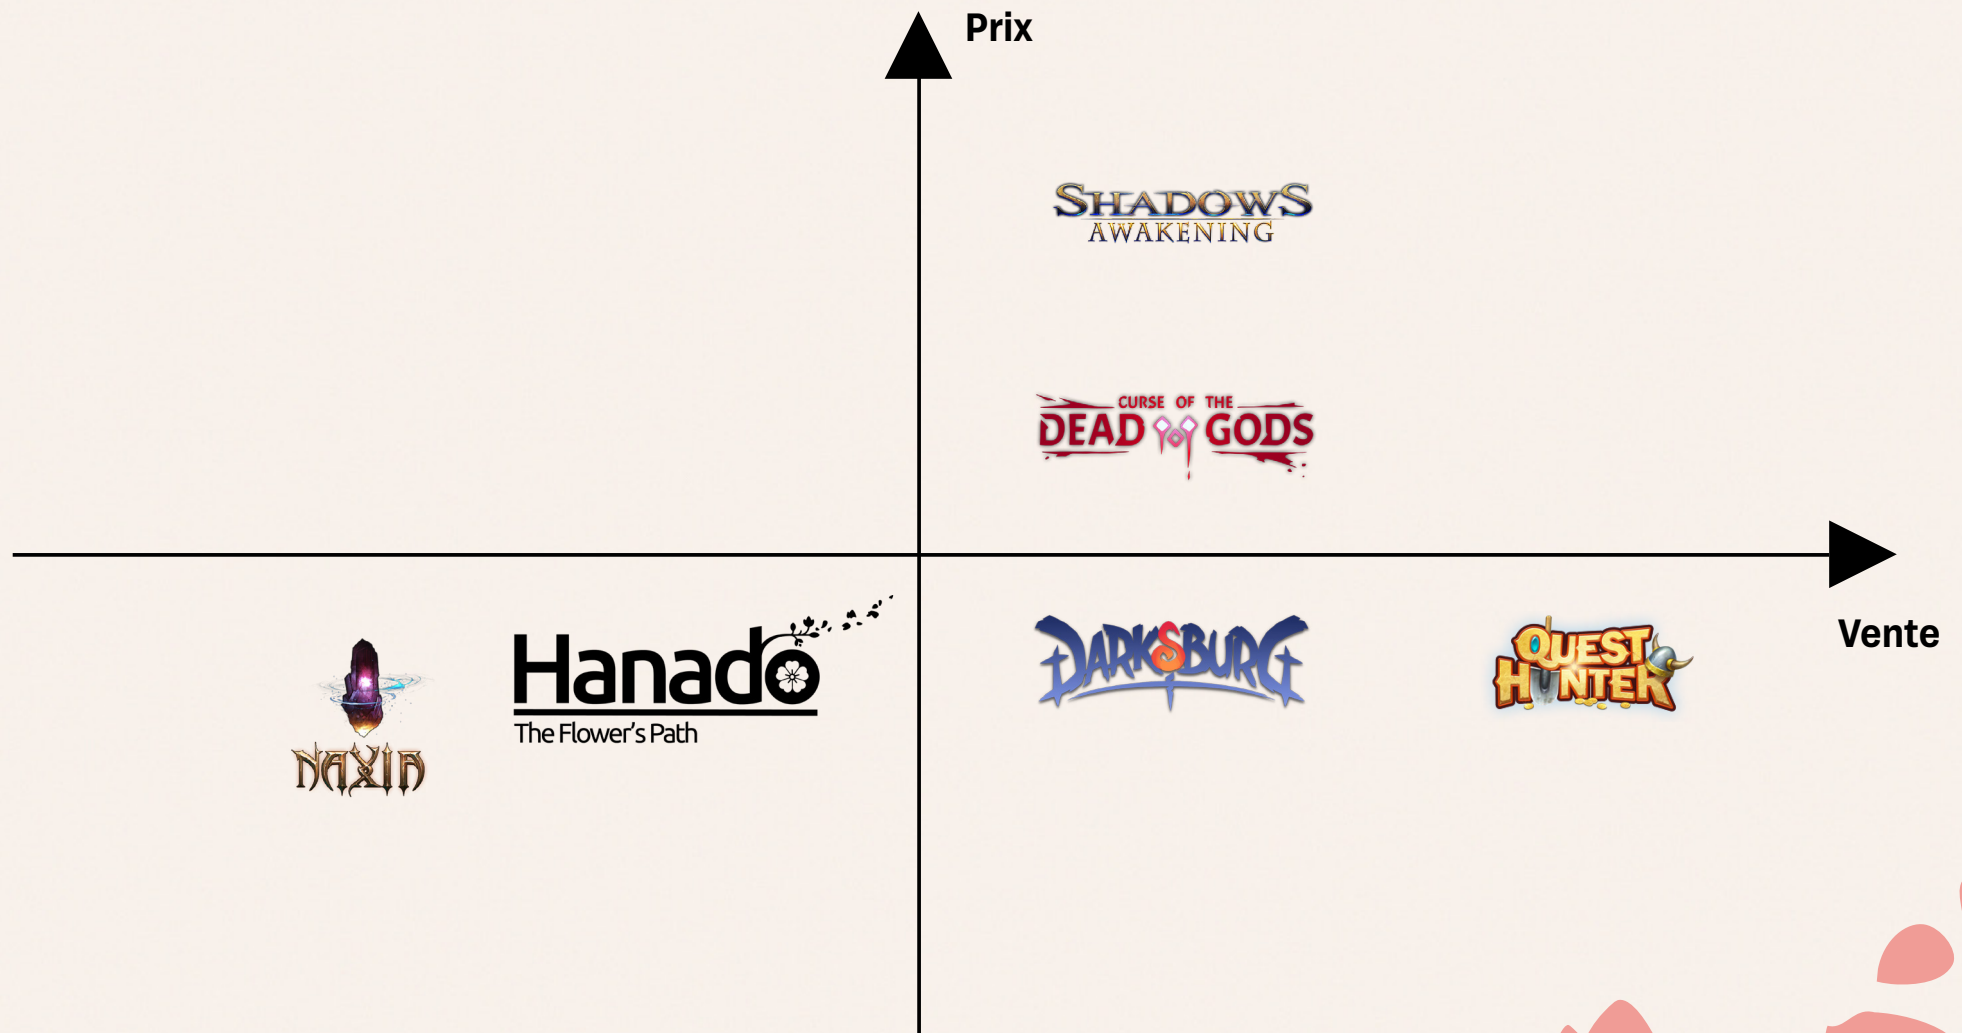 Prix
SHADOWS
AWAKENING
CURSE OF THE
DEAD GODS
Vente
Hanado
The Flower's Path
DARKSBURG
QUEST
HUNTER
NAXIA